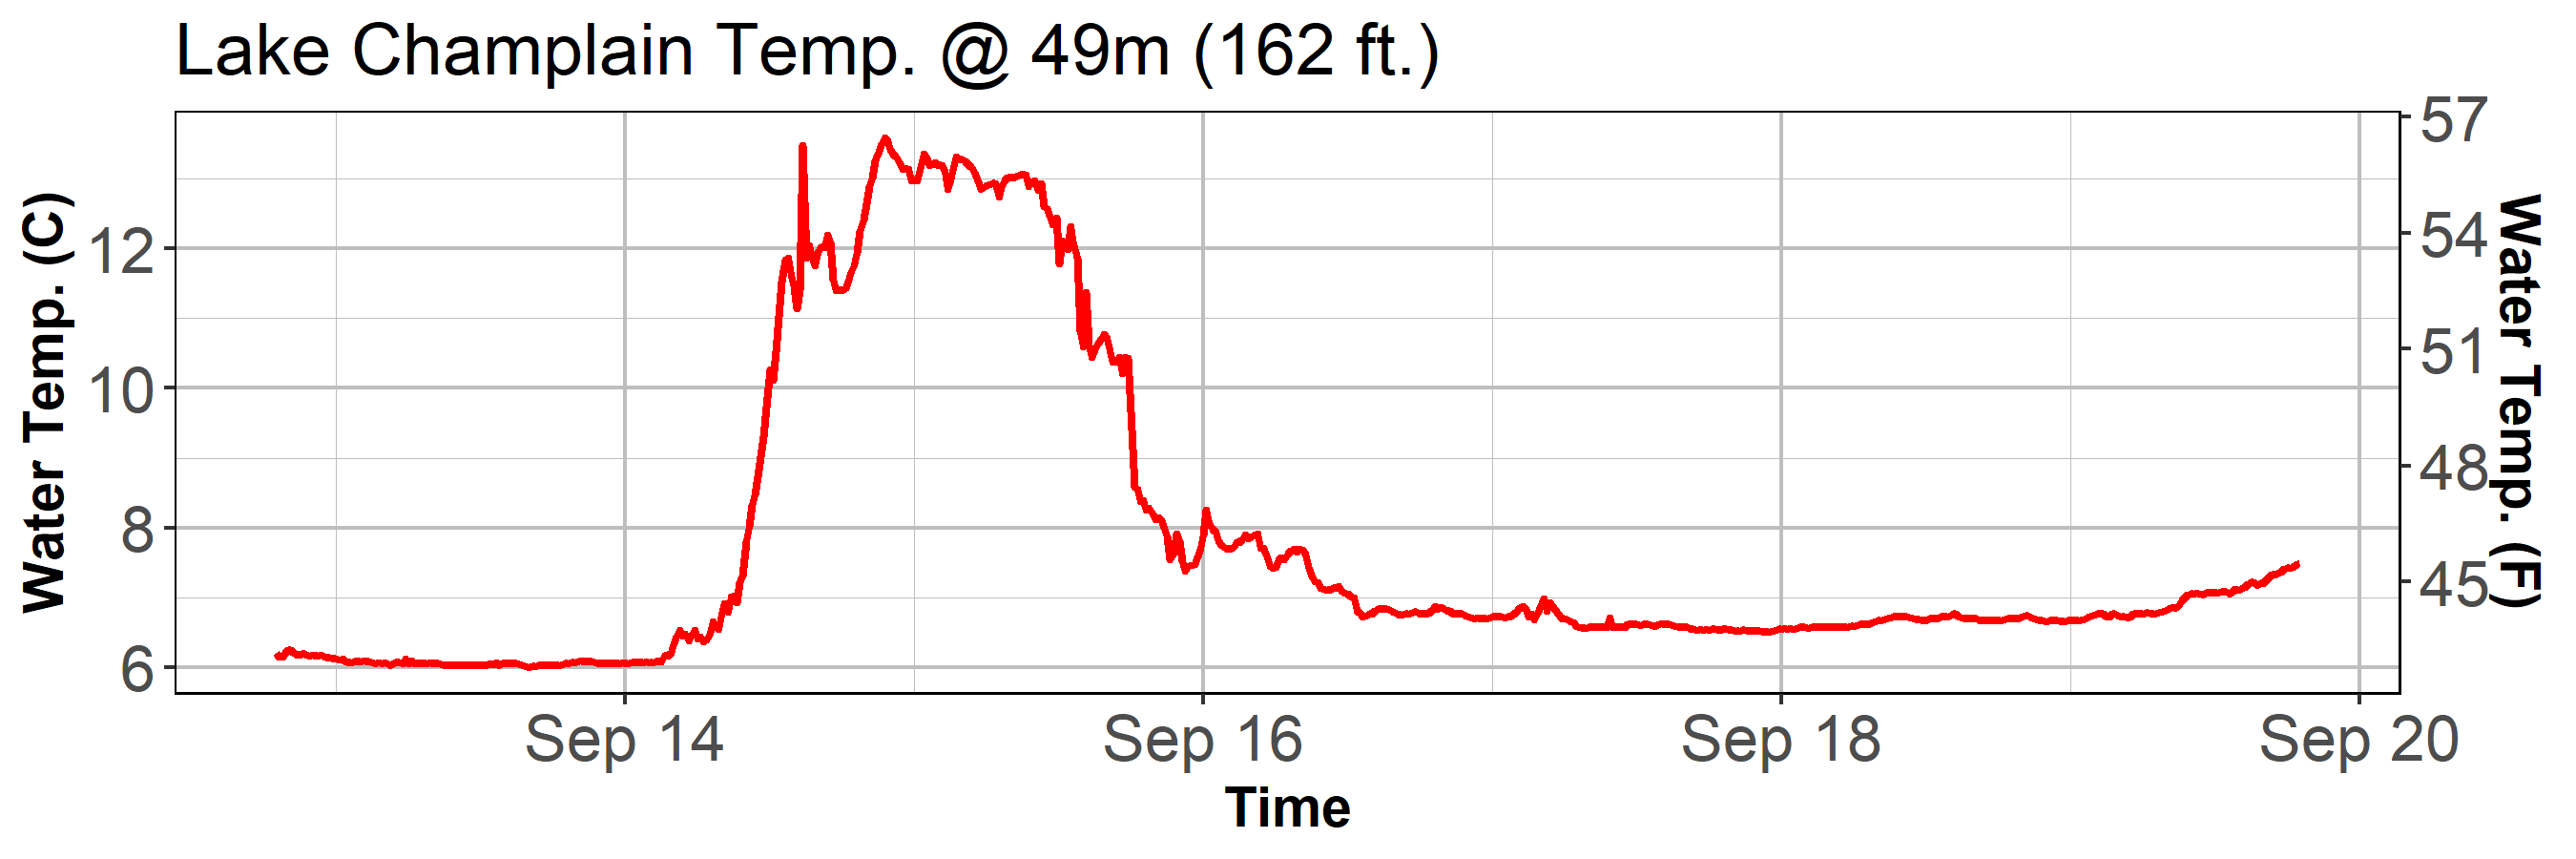 Lake Champlain Temp. @ 49m (162 ft.)
Water Temp. (C)
12
10
8
6
57
54
51
48
45
Water Temp. (F)
Sep 14 Sep 16 Sep 18 Sep 20
Time